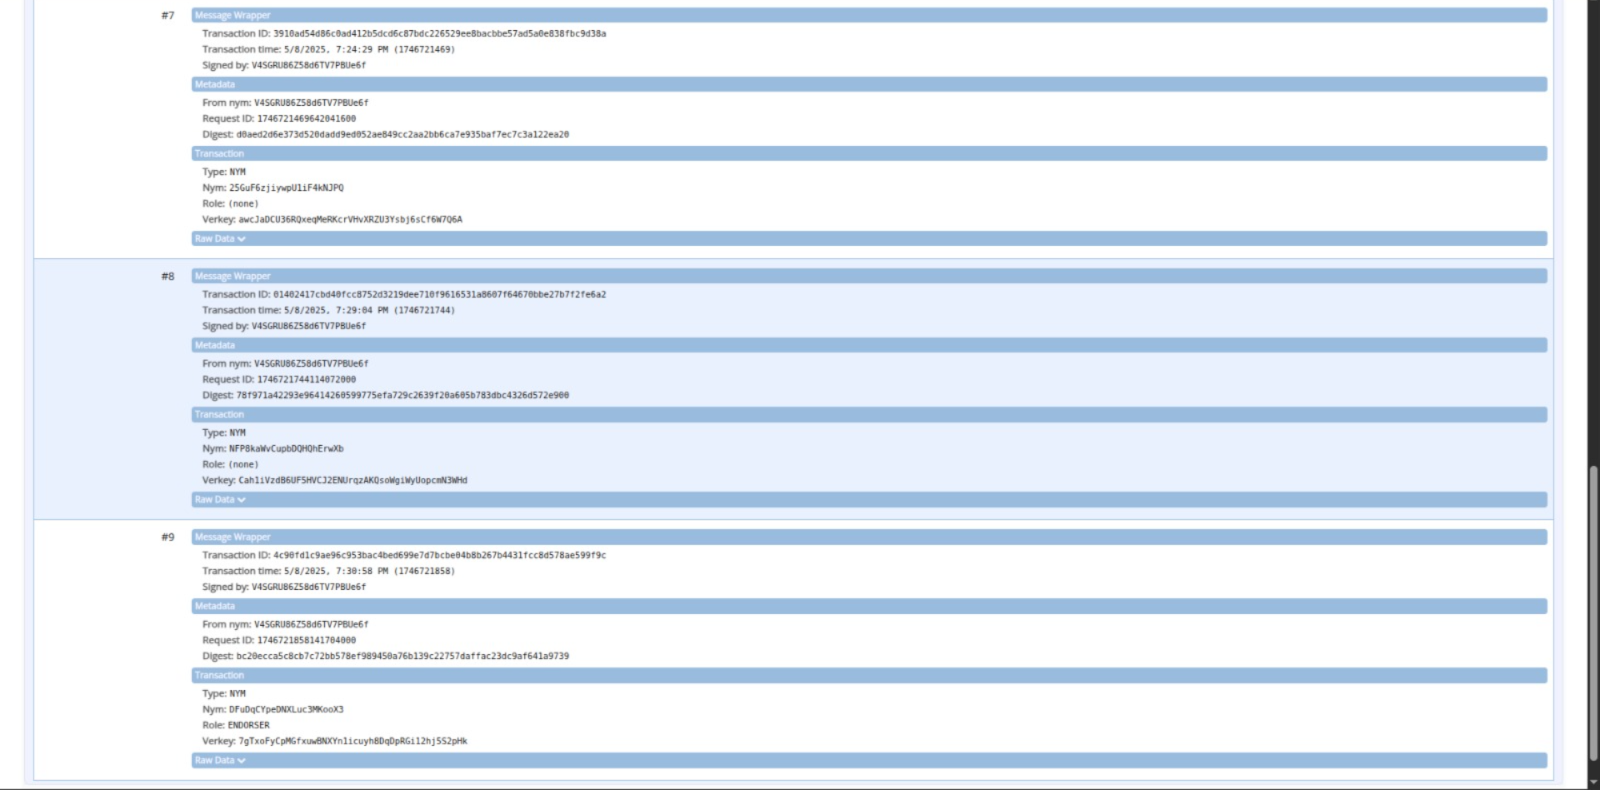 #7
Message Wrapper
Transaction ID: 3910ad54d86c0ad412b5dcd6c87bdc226529ee8bacbbe57ad5a0e838fbc9d38a
Transaction time: 5/8/2025, 7:24:29 PM (1746721469)
Signed by: V4SGRU86Z58d6TV7PBUe6f
Metadata
From nym: V4SGRU86Z58d6TV7PBUe6f
Request ID: 1746721469642041600
Digest: d0aed2d6e373d520dadd9ed052ae849cc2aa2bb6ca7e935baf7ec7c3a122ea20
Transaction
Type: NYM
Nym: 25GuF6zjiywpU1iF4kNJPQ
Role: (none)
Verkey: awcJaDCU36RQxeqMeRKcrVHvXRZU3Ysbj6sCf6W7Q6A
Raw Data
#8
Message Wrapper
Transaction ID: 01402417cbd40fcc8752d3219dee710f9616531a8607f64670bbe27b7f2fe6a2
Transaction time: 5/8/2025, 7:29:04 PM (1746721744)
Signed by: V4SGRU86Z58d6TV7PBUe6f
Metadata
From nym: V4SGRU86Z58d6TV7PBUe6f
Request ID: 1746721744114072000
Digest: 78f971a42293e96414260599775efa729c2639f20a605b783dbc4326d572e900
Transaction
Type: NYM
Nym: NFP8kaWvCupbDQHQhErwXb
Role: (none)
Verkey: Cah1iVzdB6UF5HVCJ2ENUrqzAKQsoWgiWyUopcmN3WHd
Raw Data
#9
Message Wrapper
Transaction ID: 4c90fd1c9ae96c953bac4bed699e7d7bcbe04b8b267b4431fcc8d578ae599f9c
Transaction time: 5/8/2025, 7:30:58 PM (1746721858)
Signed by: V4SGRU86Z58d6TV7PBUe6f
Metadata
From nym: V4SGRU86Z58d6TV7PBUe6f
Request ID: 1746721858141704000
Digest: bc20ecca5c8cb7c72bb578ef989450a76b139c22757daffac23dc9af641a9739
Transaction
Type: NYM
Nym: DFuDqCYpeDNXLuc3MKooX3
Role: ENDORSER
Verkey: 7gTxoFyCpMGfxuwBNXYn1icuyh8DqDpRGi12hj5S2pHk
Raw Data